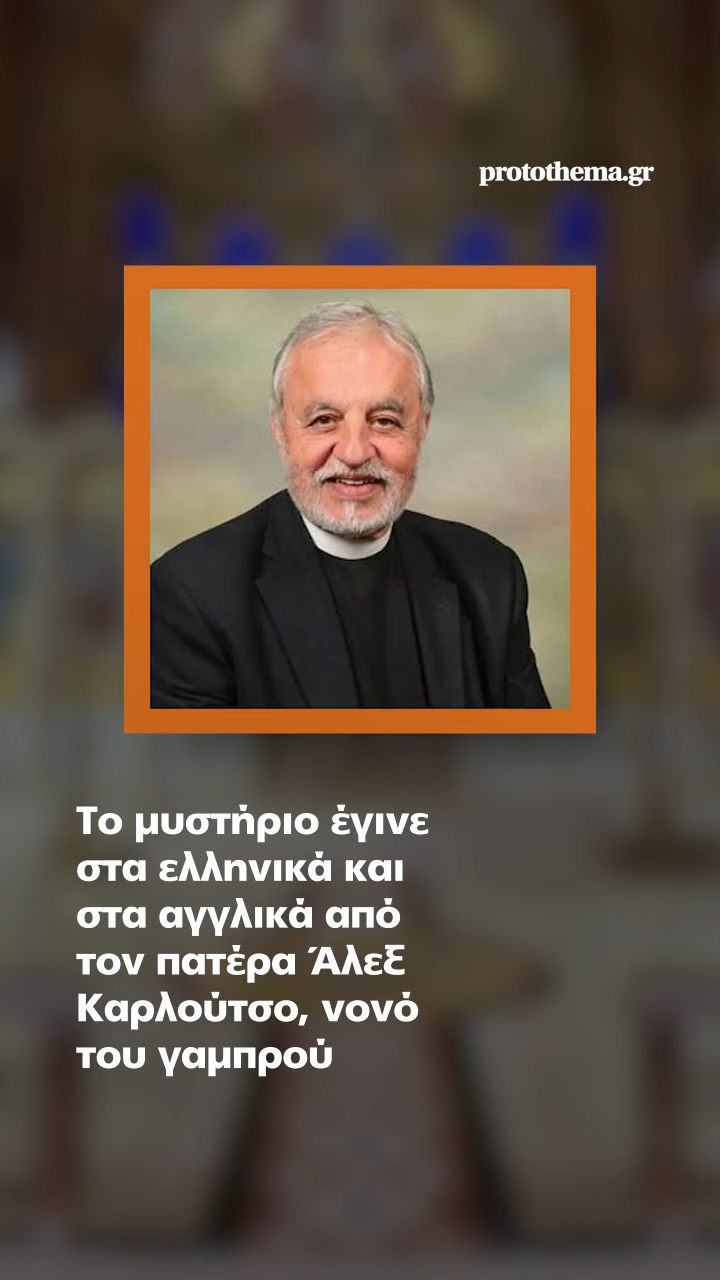 protothema.gr
Το μυστήριο έγινε
στα ελληνικά και
στα αγγλικά από
τον πατέρα Άλεξ
Καρλούτσο, νονό
του γαμπρού